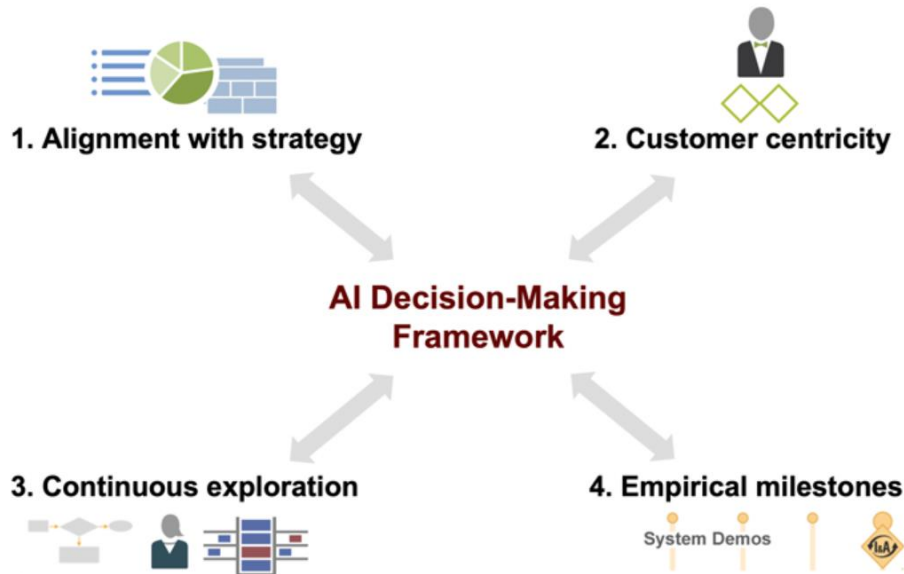 1. Alignment with strategy
2. Customer centricity
AI Decision-Making
Framework
3. Continuous exploration
4. Empirical milestones
System Demos
I&A